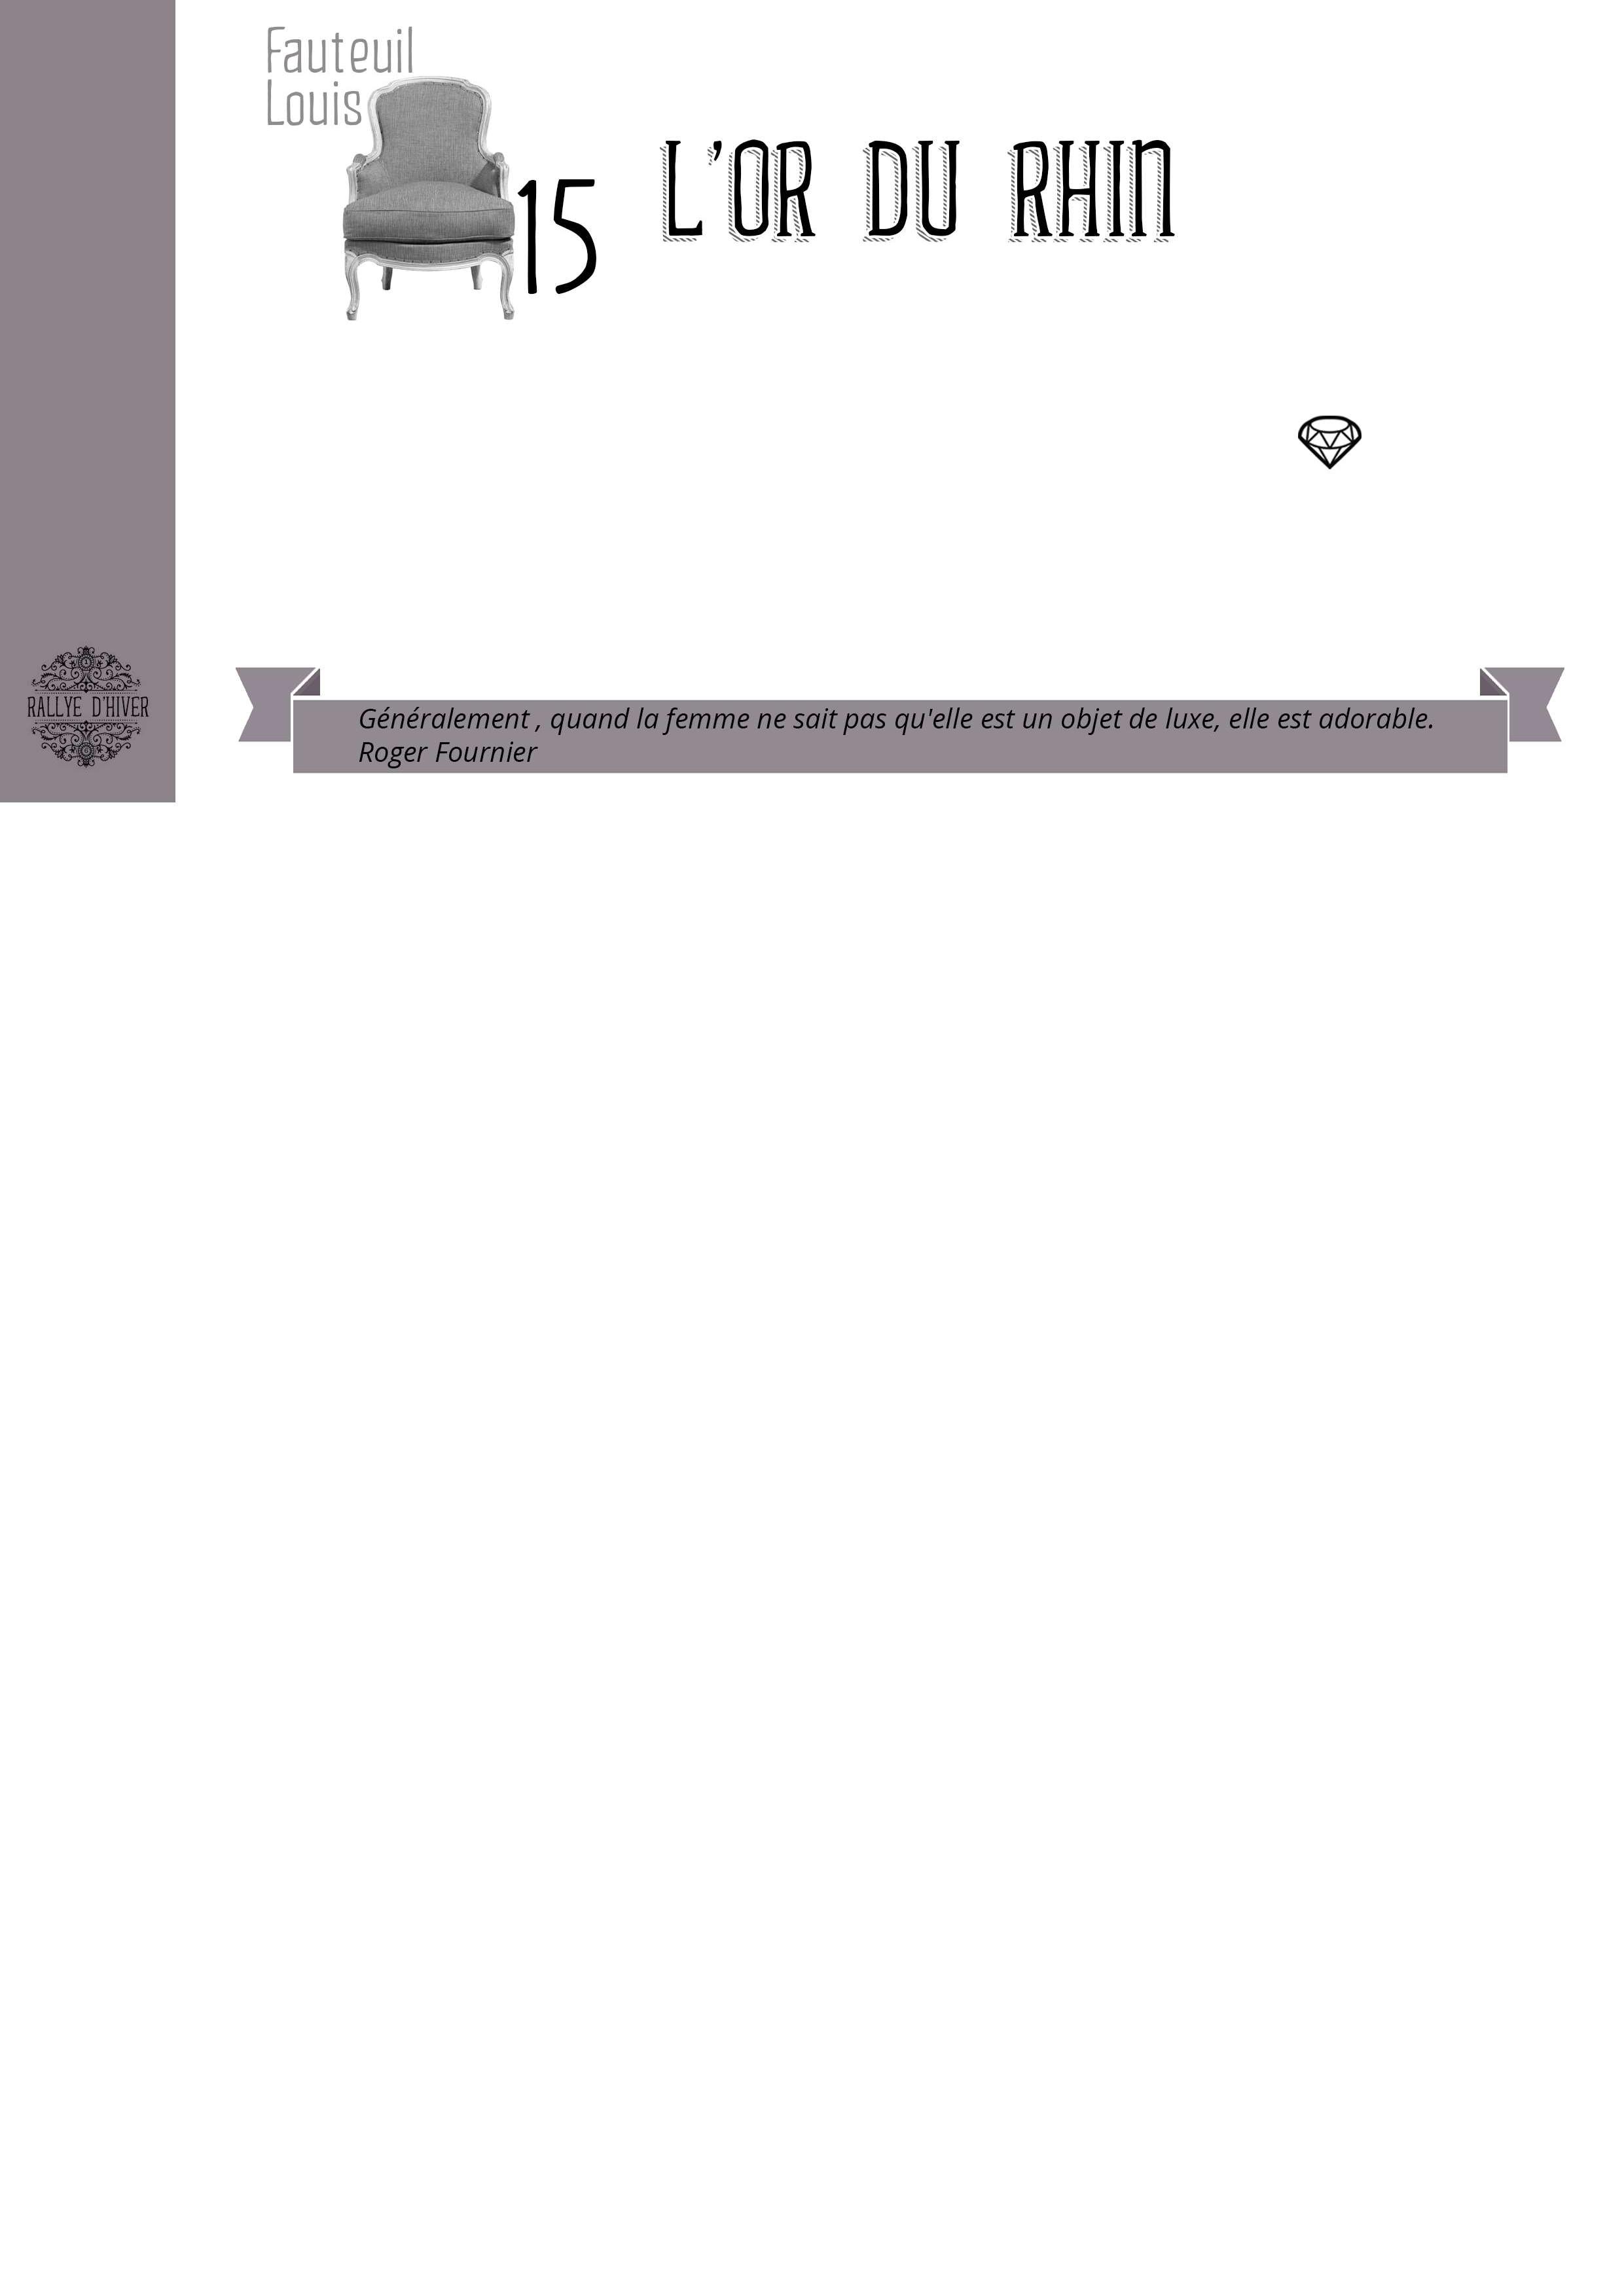 Fauteuil
Louis
15
L'OR DU RHIN
RALLYE D'HIVER
Généralement , quand la femme ne sait pas qu'elle est un objet de luxe, elle est adorable.
Roger Fournier